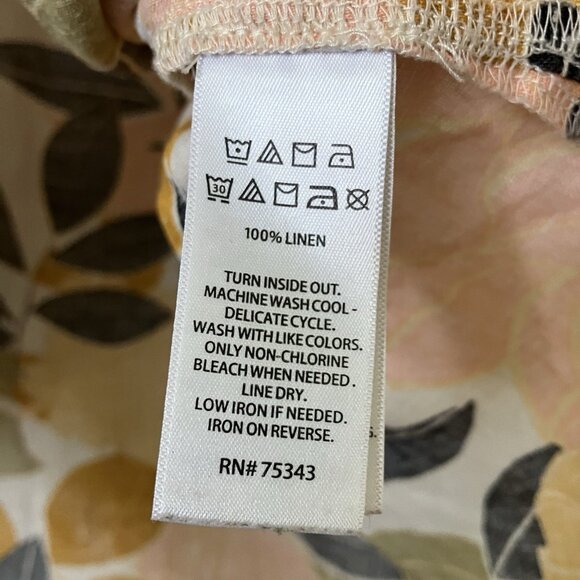 30
100% LINEN
TURN INSIDE OUT.
MACHINE WASH COOL -
DELICATE CYCLE.
WASH WITH LIKE COLORS.
ONLY NON-CHLORINE
BLEACH WHEN NEEDED.
LINE DRY.
LOW IRON IF NEEDED.
IRON ON REVERSE.
RN# 75343